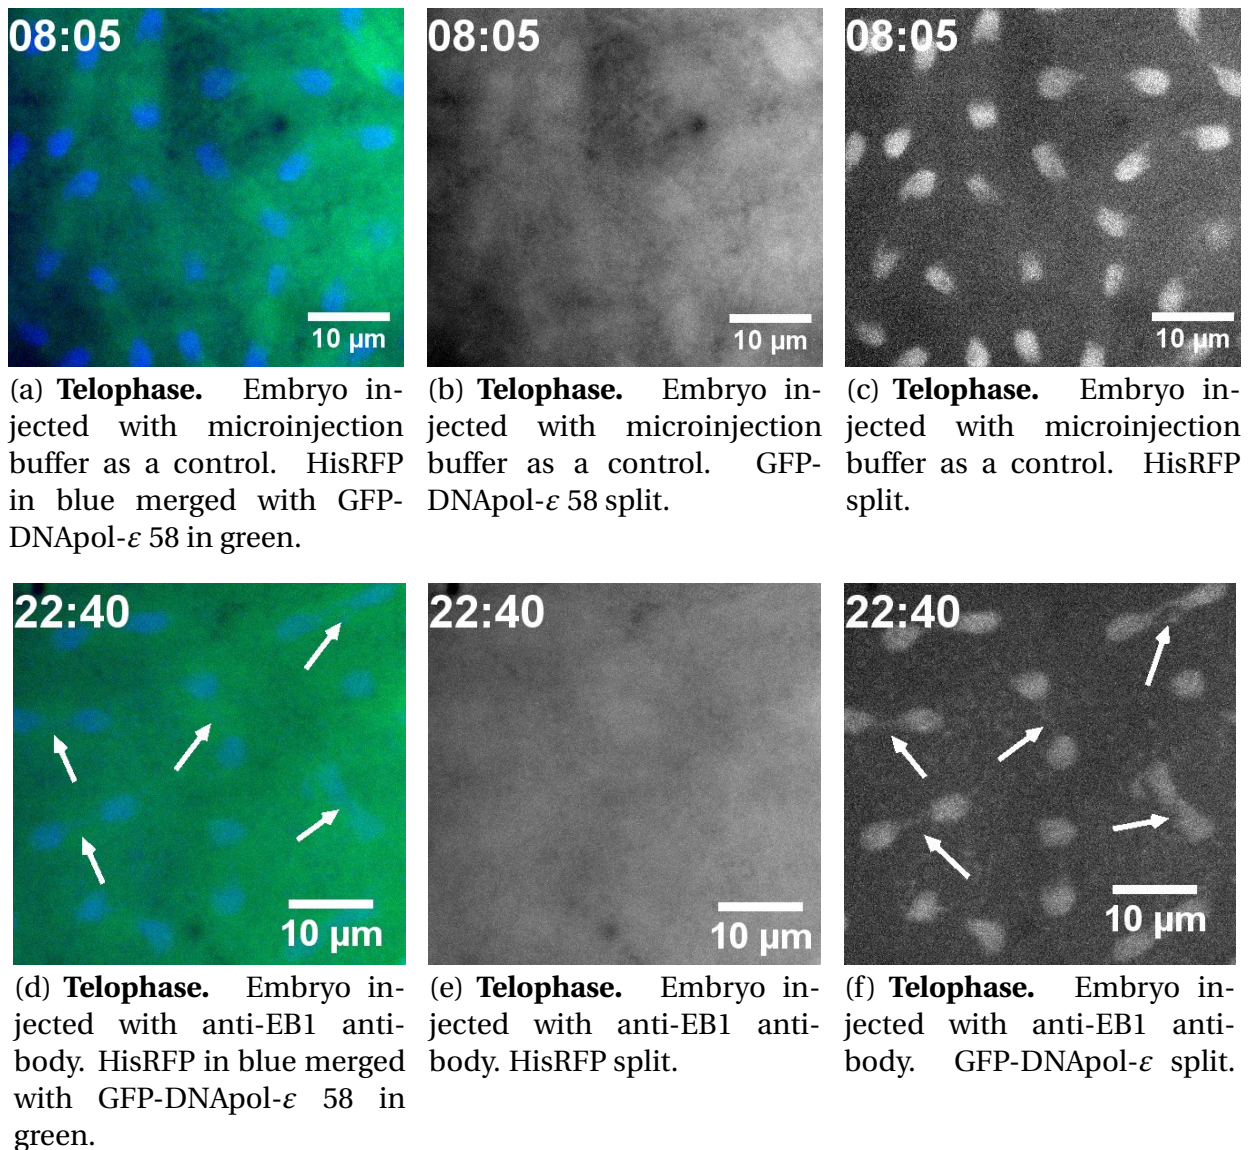 08:05
10 µm
08:05
10 µm
08:05
10 µm
(a) Telophase. Embryo in-
jected with microinjection
buffer as a control. HisRFP
in blue merged with GFP-
DNApol-ε 58 in green.
(b) Telophase. Embryo in-
jected with microinjection
buffer as a control. GFP-
DNApol-ε 58 split.
(c) Telophase. Embryo in-
jected with microinjection
buffer as a control. HisRFP
split.
22:40
10 µm
22:40
10 µm
22:40
10 µm
(d) Telophase. Embryo in-
jected with anti-EB1 anti-
body. HisRFP in blue merged
with GFP-DNApol-ε 58 in
green.
(e) Telophase. Embryo in-
jected with anti-EB1 anti-
body. HisRFP split.
(f) Telophase. Embryo in-
jected with anti-EB1 anti-
body. GFP-DNApol-ε split.